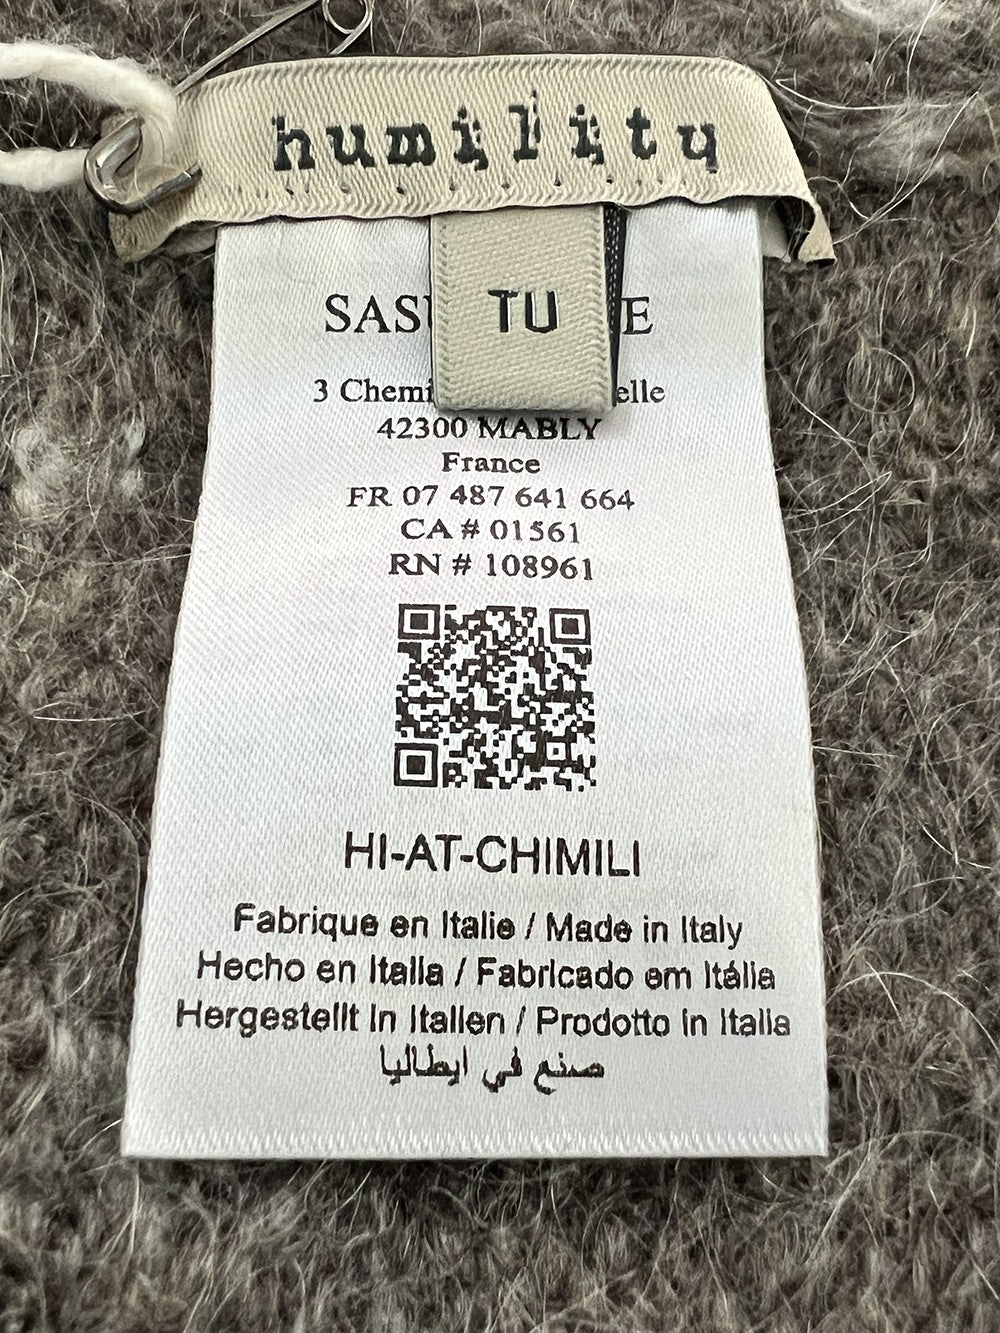 humility
TU
SAS E
3 Chemi elle
42300 MABLY
France
FR 07 487 641 664
CA # 01561
RN # 108961
HI-AT-CHIMILI
Fabrique en Italie / Made in Italy
Hecho en Italia / Fabricado em Itália
Hergestellt in Italien / Prodotto in Italia
صنع في ايطاليا